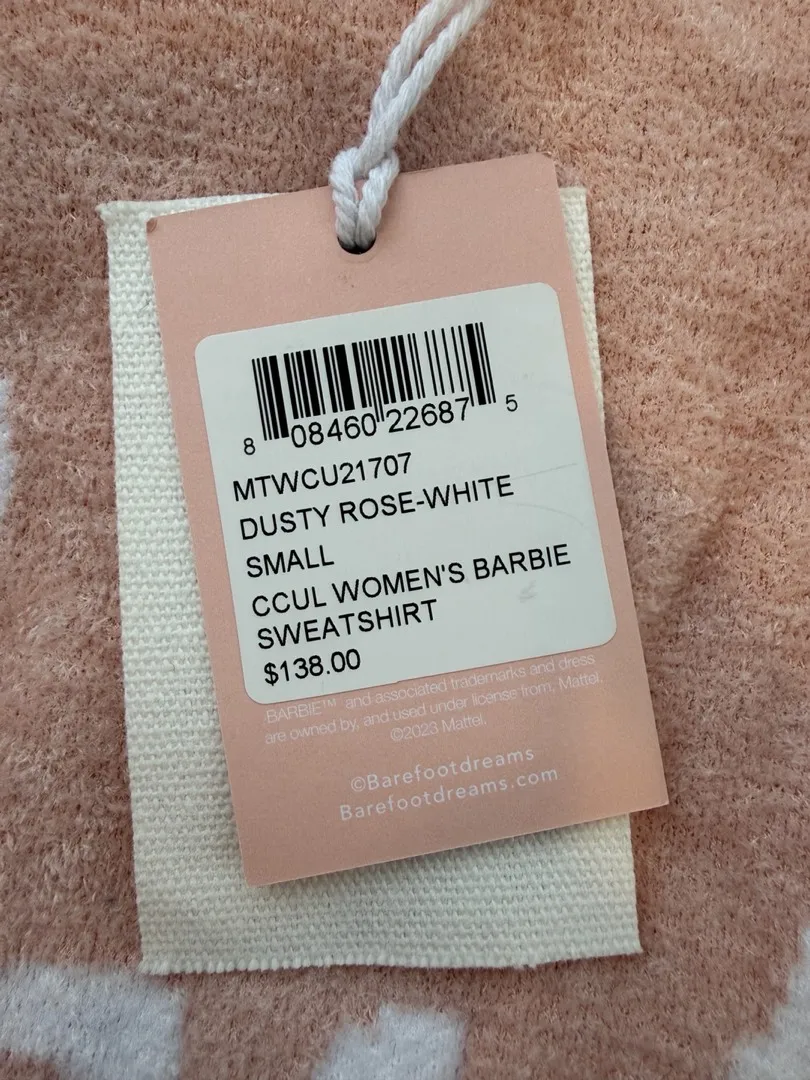 8 08460 22687 5
MTWCU21707
DUSTY ROSE-WHITE
SMALL
CCUL WOMEN'S BARBIE
SWEATSHIRT
$138.00
BARBIE™ and associated trademarks and dress
are owned by, and used under license from, Mattel.
©2023 Mattel.
©Barefootdreams
Barefootdreams.com